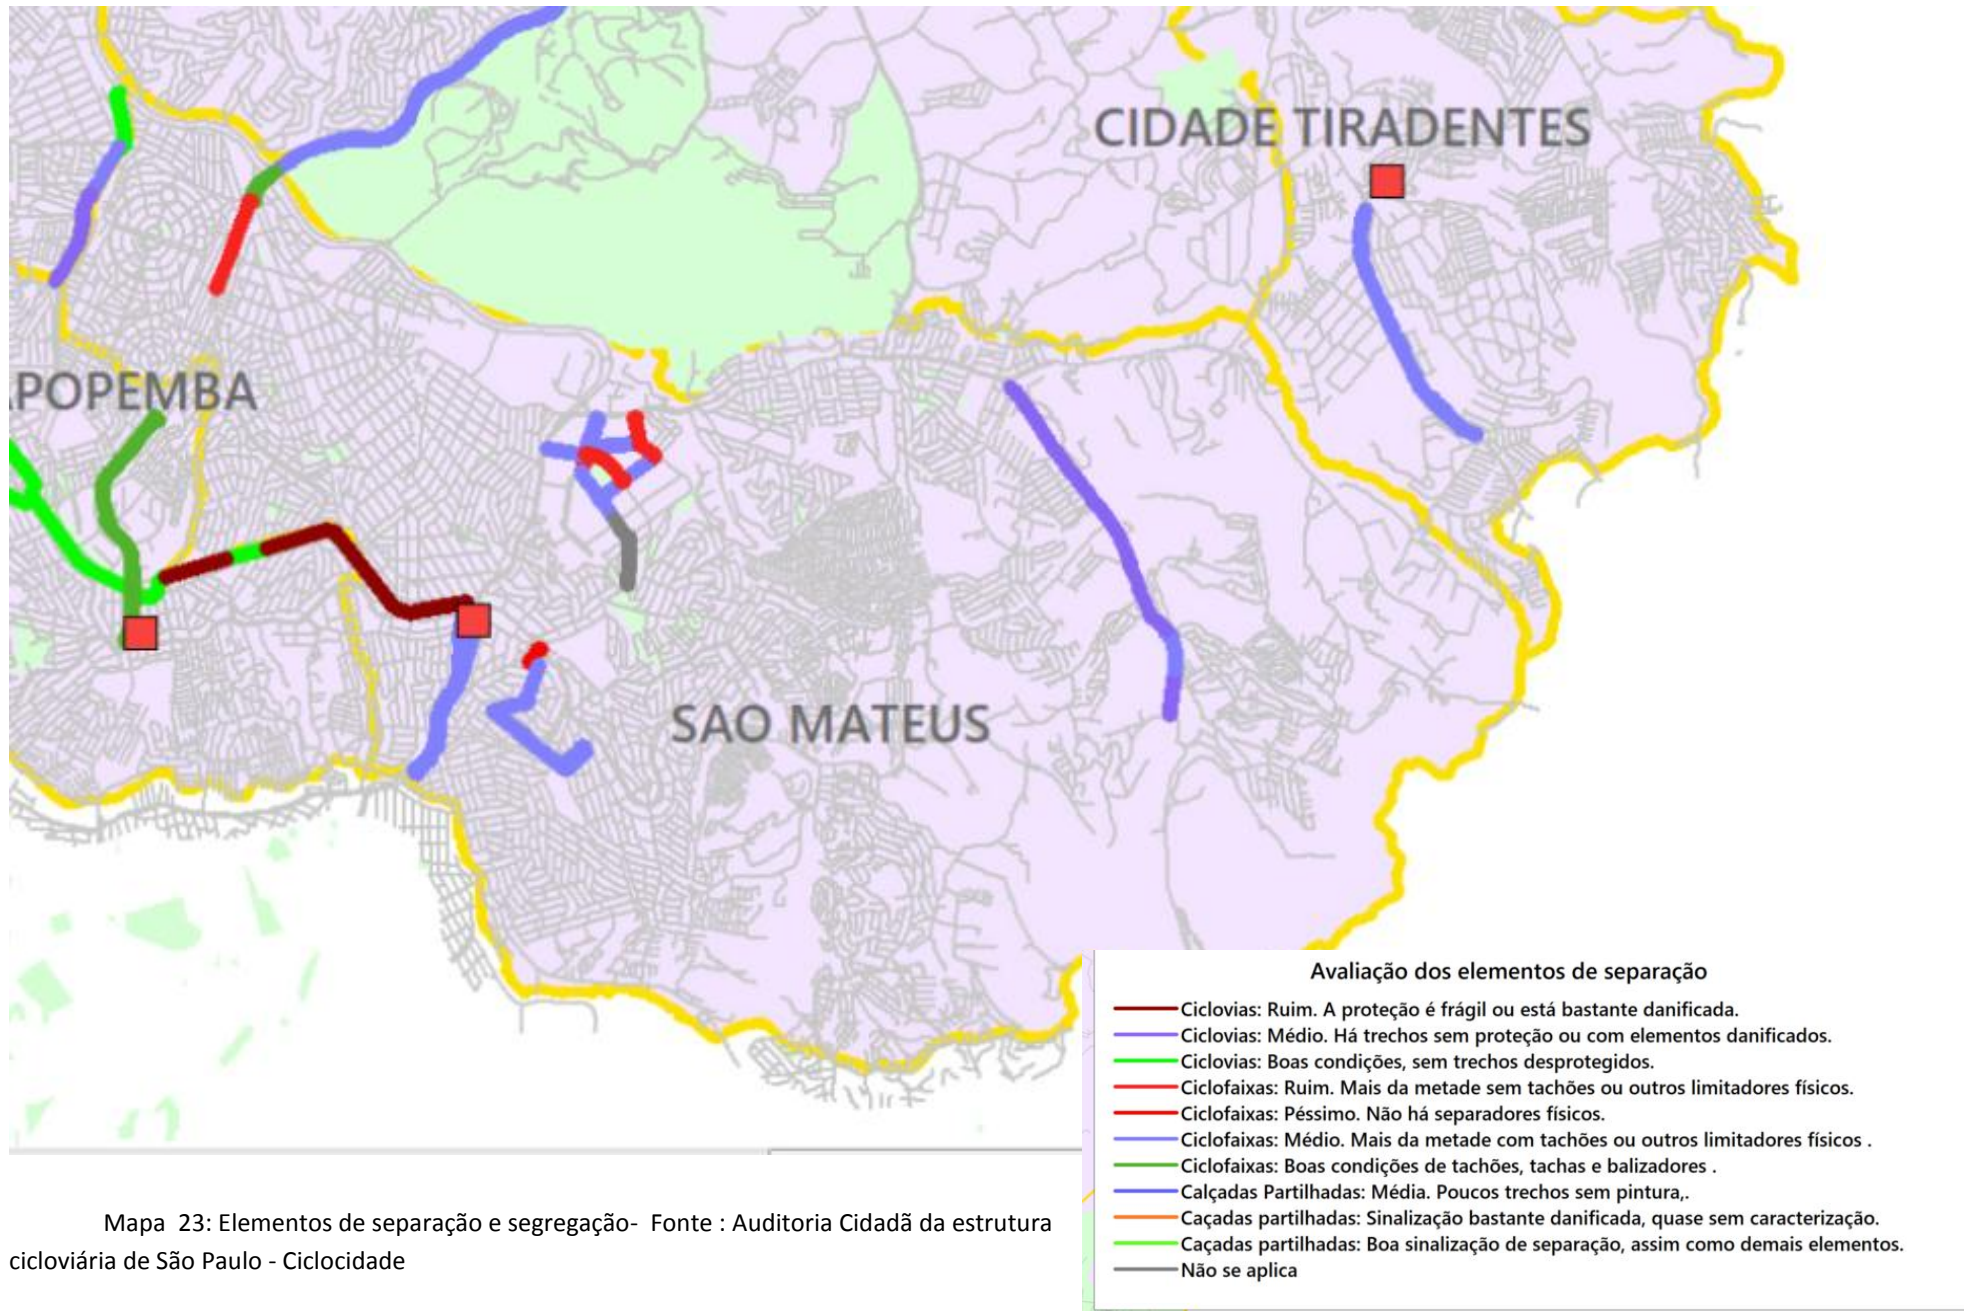 CIDADE TIRADENTES
APOPEMBA
SAO MATEUS
Avaliação dos elementos de separação
Ciclovias: Ruim. A proteção é frágil ou está bastante danificada.
Ciclovias: Médio. Há trechos sem proteção ou com elementos danificados.
Ciclovias: Boas condições, sem trechos desprotegidos.
Ciclofaixas: Ruim. Mais da metade sem tachões ou outros limitadores físicos.
Ciclofaixas: Péssimo. Não há separadores físicos.
Ciclofaixas: Médio. Mais da metade com tachões ou outros limitadores físicos .
Ciclofaixas: Boas condições de tachões, tachas e balizadores .
Calçadas Partilhadas: Média. Poucos trechos sem pintura,.
Caçadas partilhadas: Sinalização bastante danificada, quase sem caracterização.
Caçadas partilhadas: Boa sinalização de separação, assim como demais elementos.
Não se aplica
Mapa 23: Elementos de separação e segregação- Fonte : Auditoria Cidadã da estrutura
cicloviária de São Paulo - Ciclocidade